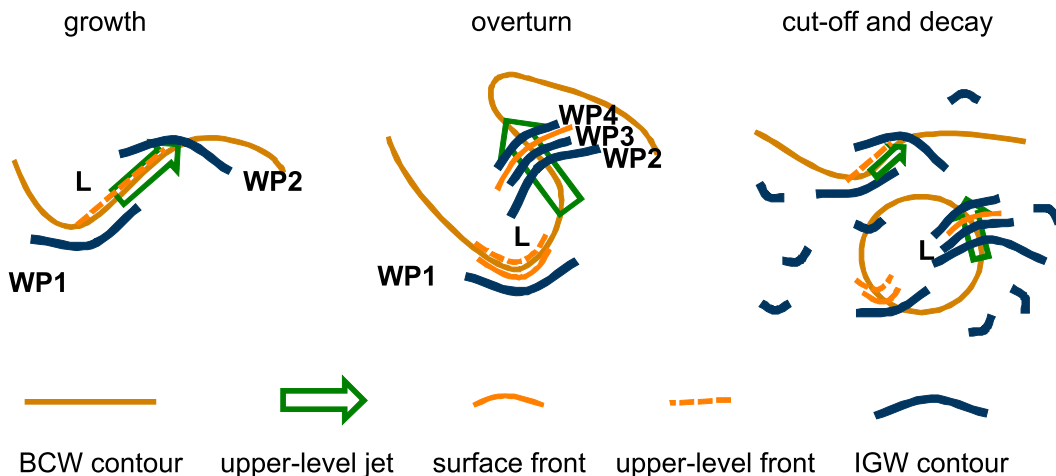 growth
overturn
cut-off and decay
L
WP1
WP2
WP4
WP3
WP2
L
WP1
L
BCW contour
upper-level jet
surface front
upper-level front
IGW contour